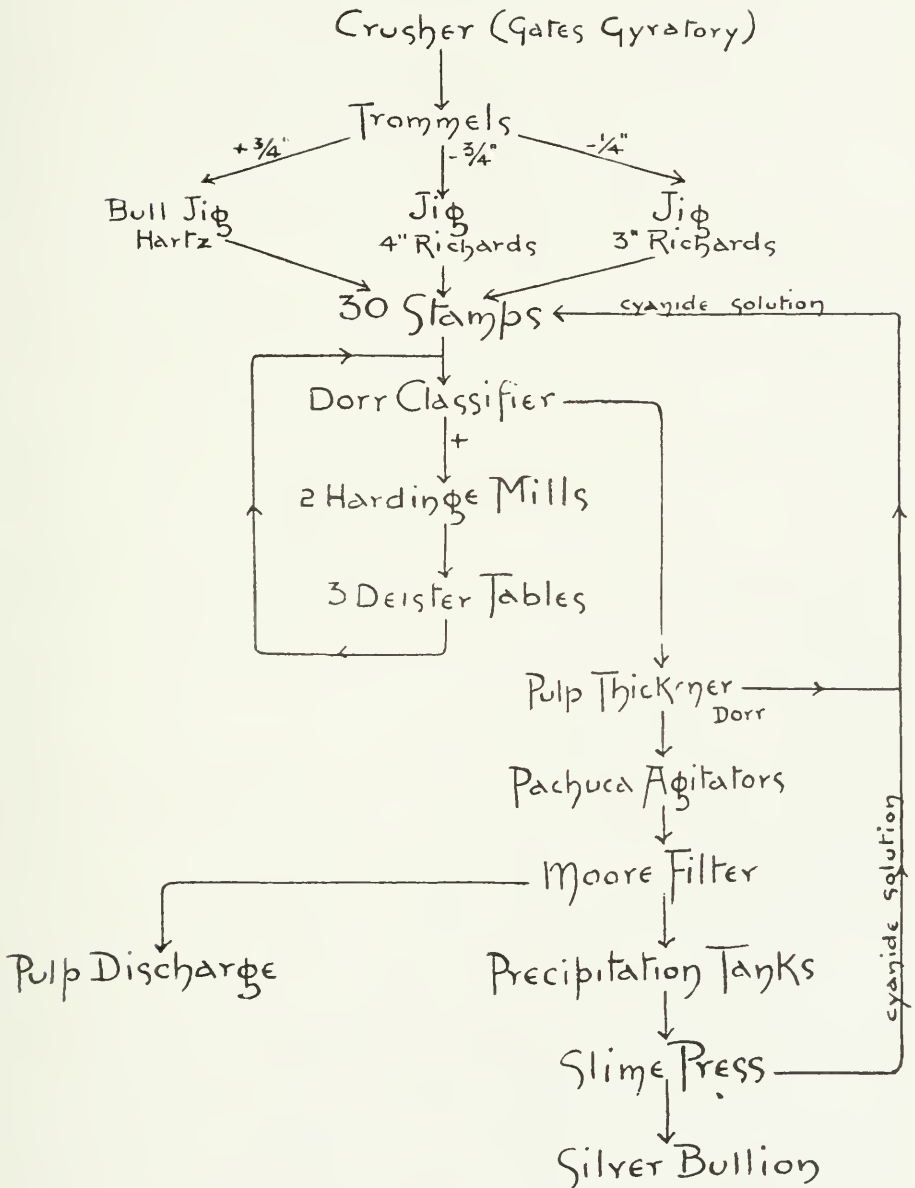 Crusher (Gates Gyratory)
Trommels
+ 3/4"
- 3/4"
- 1/4"
Bull Jig
Hartz
Jig
4" Richards
Jig
3" Richards
30 Stamps
cyanide solution
Dorr Classifier
+
2 Hardinge Mills
3 Deister Tables
Pulp Thick'ner
Dorr
Pachuca Agitators
cyanide solution
Moore Filter
Pulp Discharge
Precipitation Tanks
Slime Press
Silver Bullion